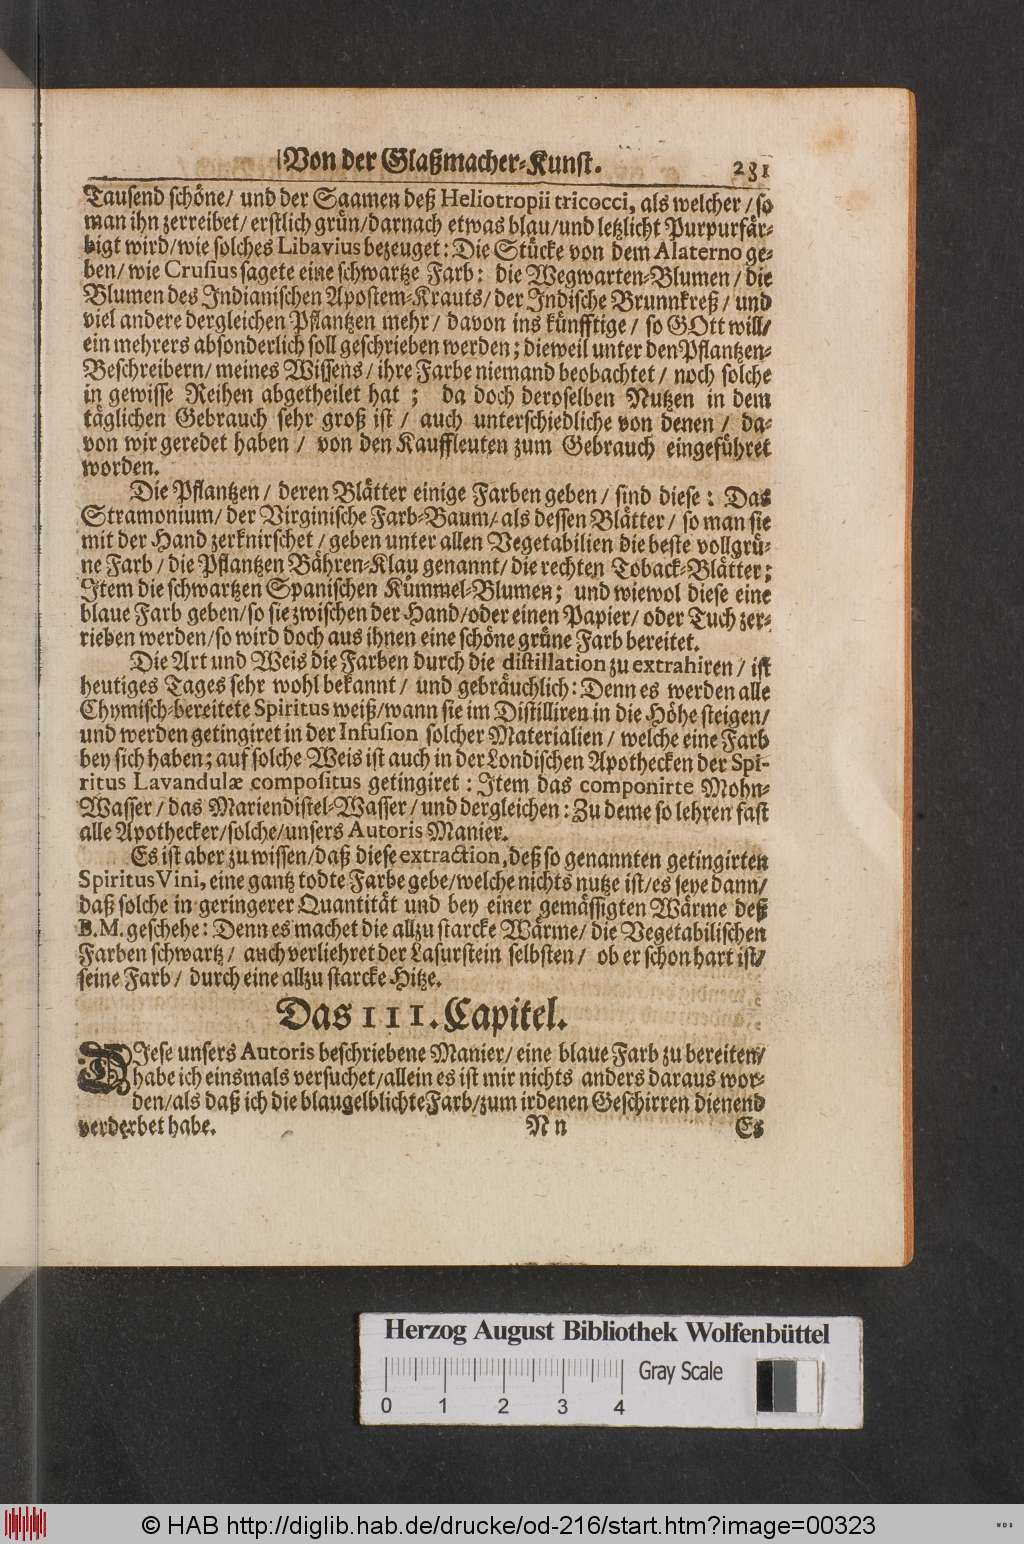 Von der Glaßmacher-Kunst. 281
Tausend schöne/ und der Saamen deß Heliotropii tricocci, als welcher/ so
man ihn zerreibet/ erstlich grün/ darnach etwas blau/ und letzlicht Purpurfär-
bigt wird/ wie solches Libavius bezeuget: Die Stücke von dem Alaterno ge-
ben/ wie Crusius sagete eine schwartze Farb: die Wegwarten-Blumen/ die
Blumen des Indianischen Apostem-Krauts/ der Indische Brunnkreß/ und
viel andere dergleichen Pflantzen mehr/ davon ins künfftige/ so GOtt will/
ein mehrers absonderlich soll geschrieben werden; dieweil unter den Pflantzen-
Beschreibern/ meines Wissens/ ihre Farbe niemand beobachtet/ noch solche
in gewisse Reihen abgetheilet hat; da doch deroselben Nutzen in dem
täglichen Gebrauch sehr groß ist/ auch unterschiedliche von denen/ da-
von wir geredet haben/ von den Kauffleuten zum Gebrauch eingeführet
worden.
Die Pflantzen/ deren Blätter einige Farben geben/ sind diese: Das
Stramonium/ der Virginische Farb-Baum/ als dessen Blätter/ so man sie
mit der Hand zerknirschet/ geben unter allen Vegetabilien die beste vollgrü-
ne Farb/ die Pflantzen Bähren-Klau genannt/ die rechten Toback-Blätter;
Item die schwartzen Spanischen Kümmel-Blumen; und wiewol diese eine
blaue Farb geben/ so sie zwischen der Hand/ oder einen Papier/ oder Tuch zer-
rieben werden/ so wird doch aus ihnen eine schöne grüne Farb bereitet.
Die Art und Weis die Farben durch die distillation zu extrahiren/ ist
heutiges Tages sehr wohl bekannt/ und gebräuchlich: Denn es werden alle
Chymisch-bereitete Spiritus weiß/ wann sie im Distilliren in die Höhe steigen/
und werden getingiret in der Infusion solcher Materialien/ welche eine Farb
bey sich haben; auf solche Weis ist auch in der Londischen Apothecken der Spi-
ritus Lavandulæ compositus getingiret: Item das componirte Mohn-
Wasser/ das Mariendistel-Wasser/ und dergleichen: Zu deme so lehren fast
alle Apothecker/ solche/ unsers Autoris Manier.
Es ist aber zu wissen/ daß diese extraction, deß so genannten getingirten
Spiritus Vini, eine gantz todte Farbe gebe/ welche nichts nutze ist/ es seye dann/
daß solche in geringerer Quantität und bey einer gemässigten Wärme deß
B. M. geschehe: Denn es machet die allzu starcke Wärme/ die Vegetabilischen
Farben schwartz/ auch verliehret der Lasurstein selbsten/ ob er schon hart ist/
seine Farb/ durch eine allzu starcke Hitze.
Das III. Capitel.
DIese unsers Autoris beschriebene Manier/ eine blaue Farb zu bereiten/
habe ich einsmals versuchet/ allein es ist mir nichts anders daraus wor-
den/ als daß ich die blaugelblichte Farb/ zum irdenen Geschirren dienend
verderbet habe. Nn Es
Herzog August Bibliothek Wolfenbüttel
Gray Scale
0 1 2 3 4
© HAB http://diglib.hab.de/drucke/od-216/start.htm?image=00323